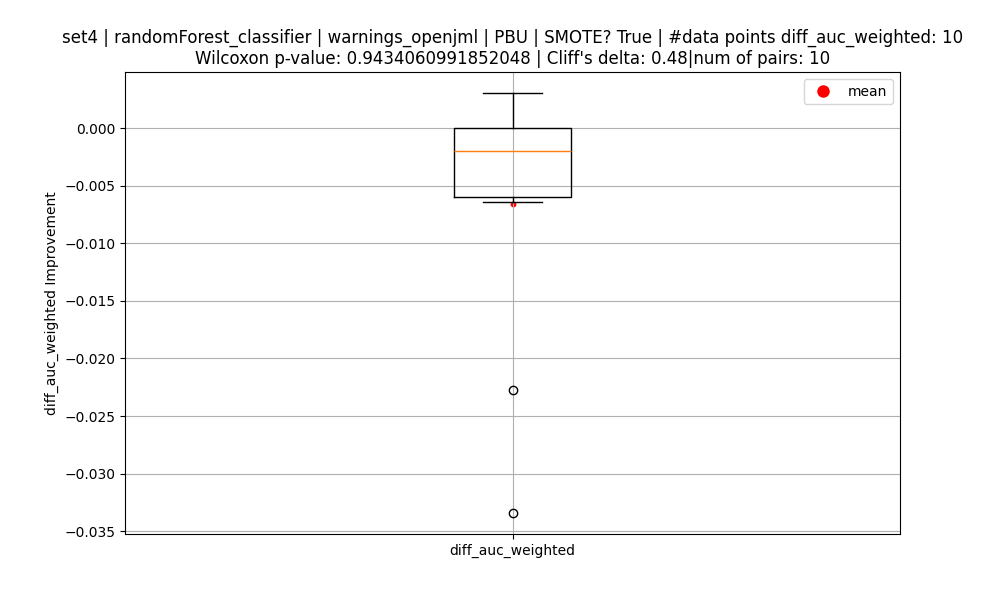 set4 | randomForest_classifier | warnings_openjml | PBU | SMOTE? True | #data points diff_auc_weighted: 10
Wilcoxon p-value: 0.9434060991852048 | Cliff's delta: 0.48|num of pairs: 10
mean
0.000
−0.005
−0.010
−0.015
−0.020
−0.025
−0.030
−0.035
diff_auc_weighted Improvement
diff_auc_weighted